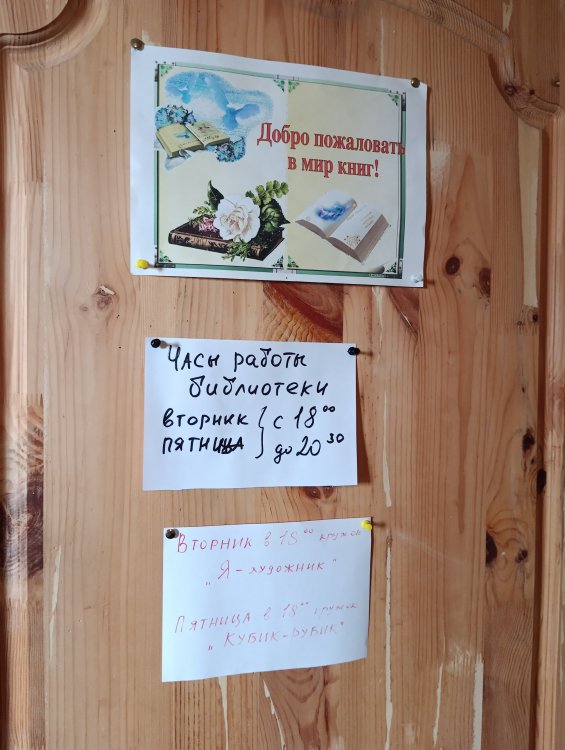 Добро пожаловать
в мир книг!
Часы работы
библиотеки
вторник { с 18⁰⁰
пятница { до 20³⁰
Вторник в 18⁰⁰ кружок
„Я-художник"
Пятница в 18⁰⁰ кружок
„Кубик-рубик"